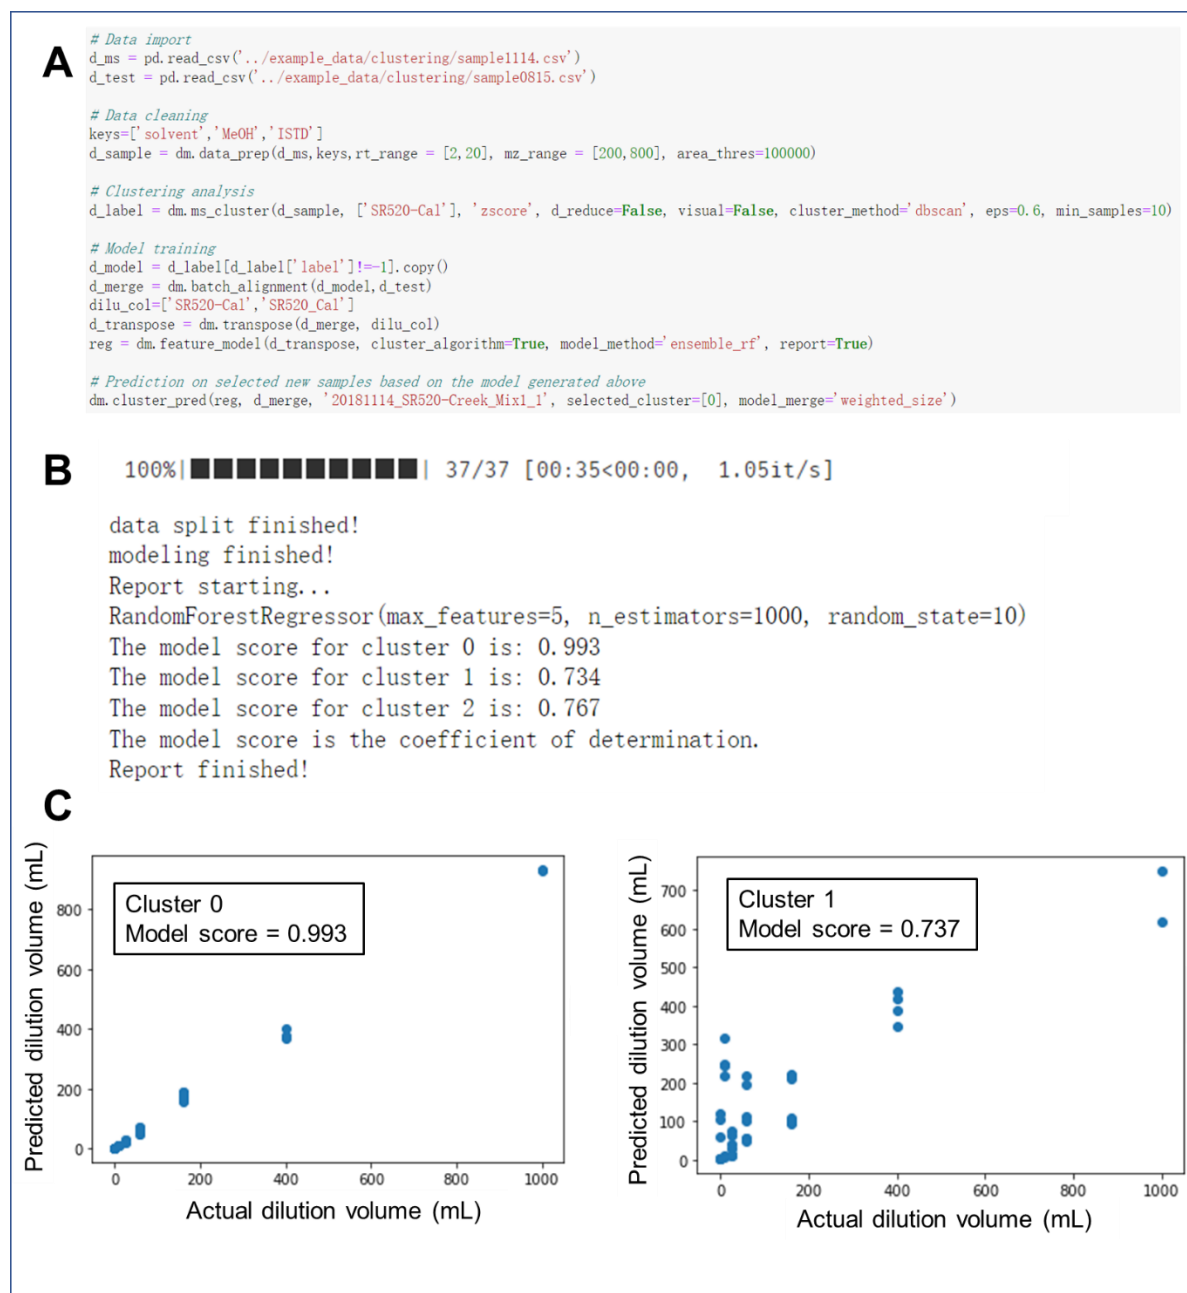 A
# Data import
d_ms = pd.read_csv('../example_data/clustering/sample1114.csv')
d_test = pd.read_csv('../example_data/clustering/sample0815.csv')
# Data cleaning
keys=['solvent','MeOH','ISTD']
d_sample = dm.data_prep(d_ms,keys,rt_range = [2,20], mz_range = [200,800], area_thres=100000)
# Clustering analysis
d_label = dm.ms_cluster(d_sample, ['SR520-Cal'], 'zscore', d_reduce=False, visual=False, cluster_method='dbscan', eps=0.6, min_samples=10)
# Model training
d_model = d_label[d_label['label']!=-1].copy()
d_merge = dm.batch_alignment(d_model,d_test)
dilu_col=['SR520-Cal','SR520_Cal']
d_transpose = dm.transpose(d_merge, dilu_col)
reg = dm.feature_model(d_transpose, cluster_algorithm=True, model_method='ensemble_rf', report=True)
# Prediction on selected new samples based on the model generated above
dm.cluster_pred(reg, d_merge, '20181114_SR520-Creek_Mix1_1', selected_cluster=[0], model_merge='weighted_size')
B
100%|██████████| 37/37 [00:35<00:00, 1.05it/s]
data split finished!
modeling finished!
Report starting...
RandomForestRegressor(max_features=5, n_estimators=1000, random_state=10)
The model score for cluster 0 is: 0.993
The model score for cluster 1 is: 0.734
The model score for cluster 2 is: 0.767
The model score is the coefficient of determination.
Report finished!
C
Predicted dilution volume (mL)
800
600
400
200
0
Cluster 0
Model score = 0.993
0 200 400 600 800 1000
Actual dilution volume (mL)
Predicted dilution volume (mL)
700
600
500
400
300
200
100
0
Cluster 1
Model score = 0.737
0 200 400 600 800 1000
Actual dilution volume (mL)